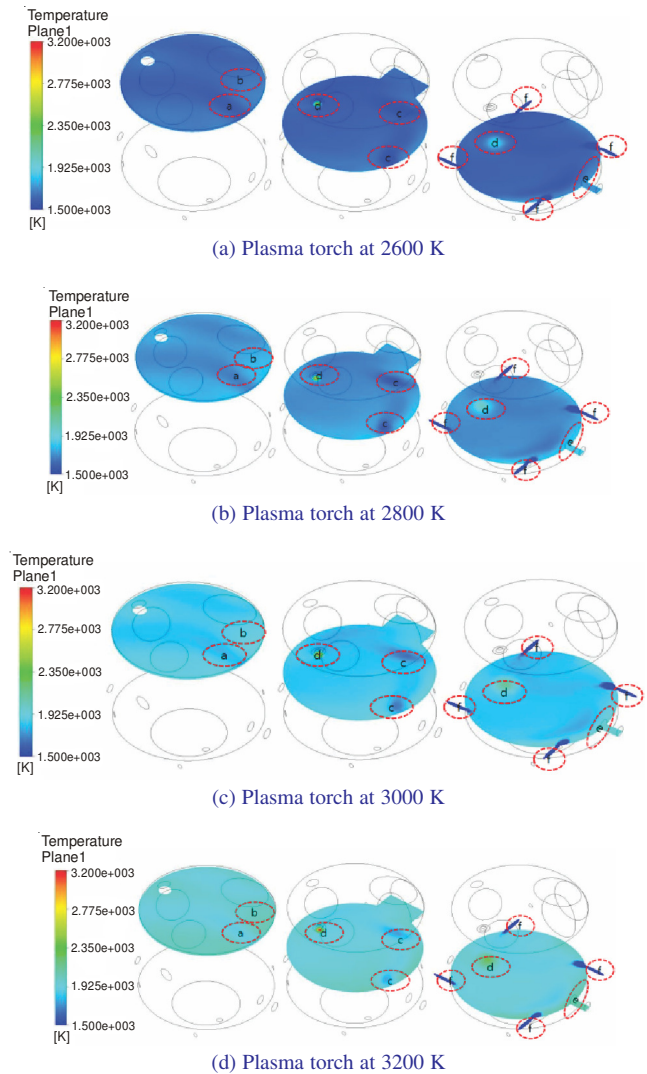 Temperature
Plane1
3.200e+003
2.775e+003
2.350e+003
1.925e+003
1.500e+003
[K]
b
a
d
c
c
f
d
f
f
e
f
(a) Plasma torch at 2600 K
Temperature
Plane1
3.200e+003
2.775e+003
2.350e+003
1.925e+003
1.500e+003
[K]
b
a
d
c
c
f
d
f
f
e
f
(b) Plasma torch at 2800 K
Temperature
Plane1
3.200e+003
2.775e+003
2.350e+003
1.925e+003
1.500e+003
[K]
b
a
d
c
c
f
d
f
f
e
f
(c) Plasma torch at 3000 K
Temperature
Plane1
3.200e+003
2.775e+003
2.350e+003
1.925e+003
1.500e+003
[K]
b
a
d
c
c
f
d
f
f
e
f
(d) Plasma torch at 3200 K